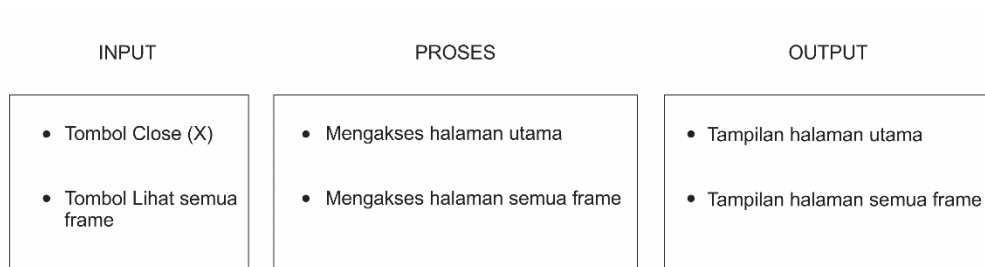 INPUT
PROSES
OUTPUT
• Tombol Close (X)
• Tombol Lihat semua
frame
• Mengakses halaman utama
• Mengakses halaman semua frame
• Tampilan halaman utama
• Tampilan halaman semua frame